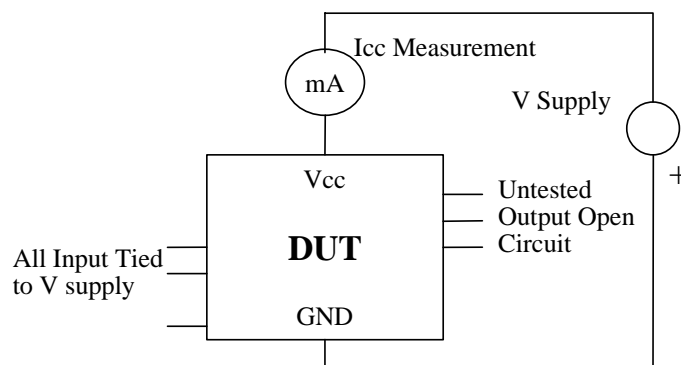 Icc Measurement
mA
V Supply
+
Vcc
Untested
Output Open
Circuit
DUT
All Input Tied
to V supply
GND